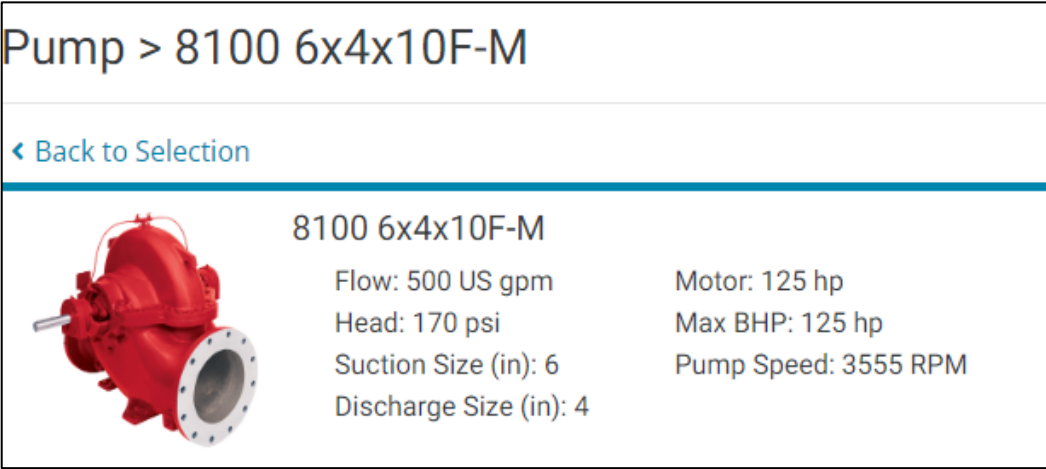 Pump > 8100 6x4x10F-M
Back to Selection
8100 6x4x10F-M
Flow: 500 US gpm
Motor: 125 hp
Head: 170 psi
Max BHP: 125 hp
Suction Size (in): 6
Pump Speed: 3555 RPM
Discharge Size (in): 4